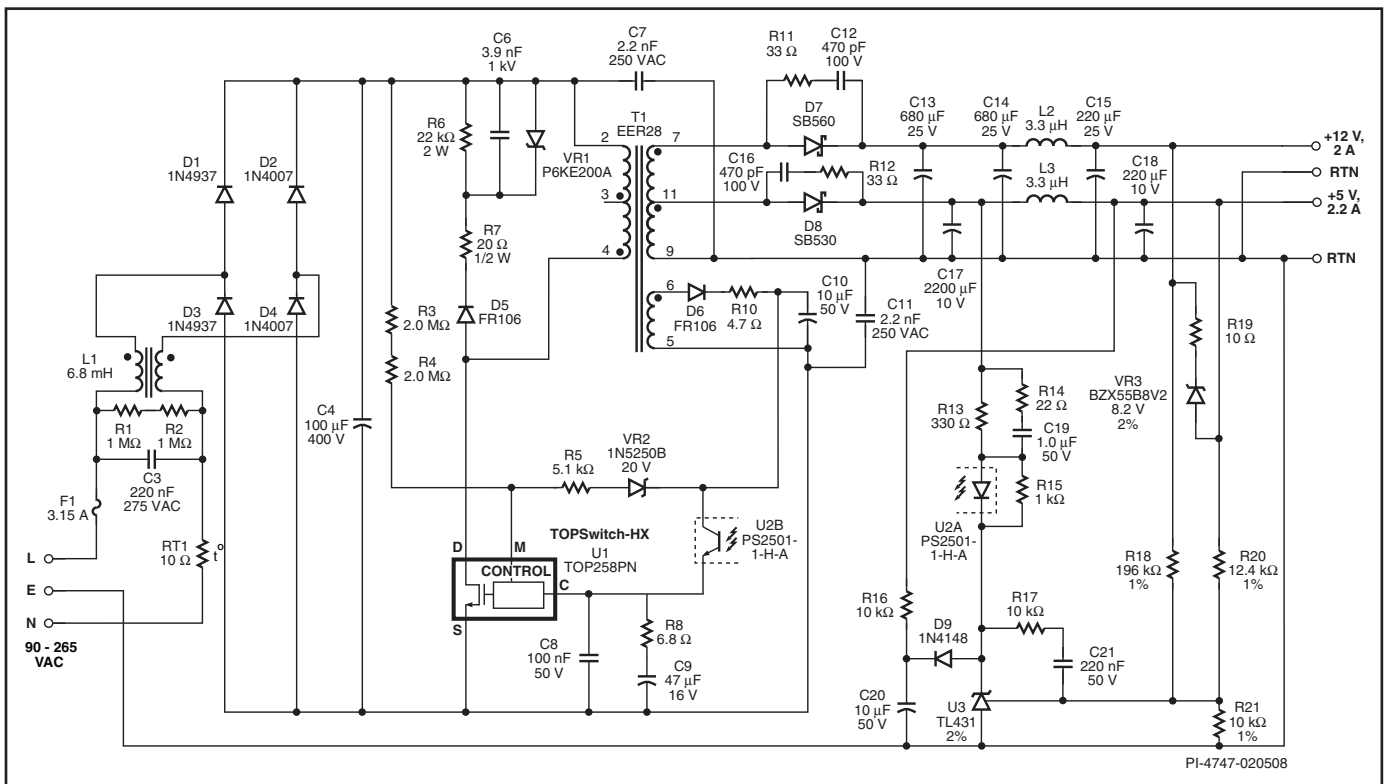 C6
3.9 nF
1 kV
C7
2.2 nF
250 VAC
R11
33 Ω
C12
470 pF
100 V
D7
SB560
C13
680 µF
25 V
C14
680 µF
25 V
L2
3.3 µH
C15
220 µF
25 V
+12 V,
2 A
RTN
+5 V,
2.2 A
RTN
R6
22 kΩ
2 W
VR1
P6KE200A
T1
EER28
2
3
4
7
11
9
6
5
C16
470 pF
100 V
R12
33 Ω
D8
SB530
L3
3.3 µH
C18
220 µF
10 V
D1
1N4937
D2
1N4007
D3
1N4937
D4
1N4007
R7
20 Ω
1/2 W
D5
FR106
R3
2.0 MΩ
R4
2.0 MΩ
D6
FR106
R10
4.7 Ω
C10
10 µF
50 V
C11
2.2 nF
250 VAC
C17
2200 µF
10 V
R19
10 Ω
VR3
BZX55B8V2
8.2 V
2%
L1
6.8 mH
R1
1 MΩ
R2
1 MΩ
C3
220 nF
275 VAC
C4
100 µF
400 V
F1
3.15 A
RT1
10 Ω
t°
L
E
N
90 - 265
VAC
R5
5.1 kΩ
VR2
1N5250B
20 V
R13
330 Ω
R14
22 Ω
C19
1.0 µF
50 V
R15
1 kΩ
U2A
PS2501-
1-H-A
U2B
PS2501-
1-H-A
TOPSwitch-HX
U1
TOP258PN
D
M
CONTROL
C
S
C8
100 nF
50 V
R8
6.8 Ω
C9
47 µF
16 V
R16
10 kΩ
D9
1N4148
R17
10 kΩ
C21
220 nF
50 V
C20
10 µF
50 V
U3
TL431
2%
R18
196 kΩ
1%
R20
12.4 kΩ
1%
R21
10 kΩ
1%
PI-4747-020508